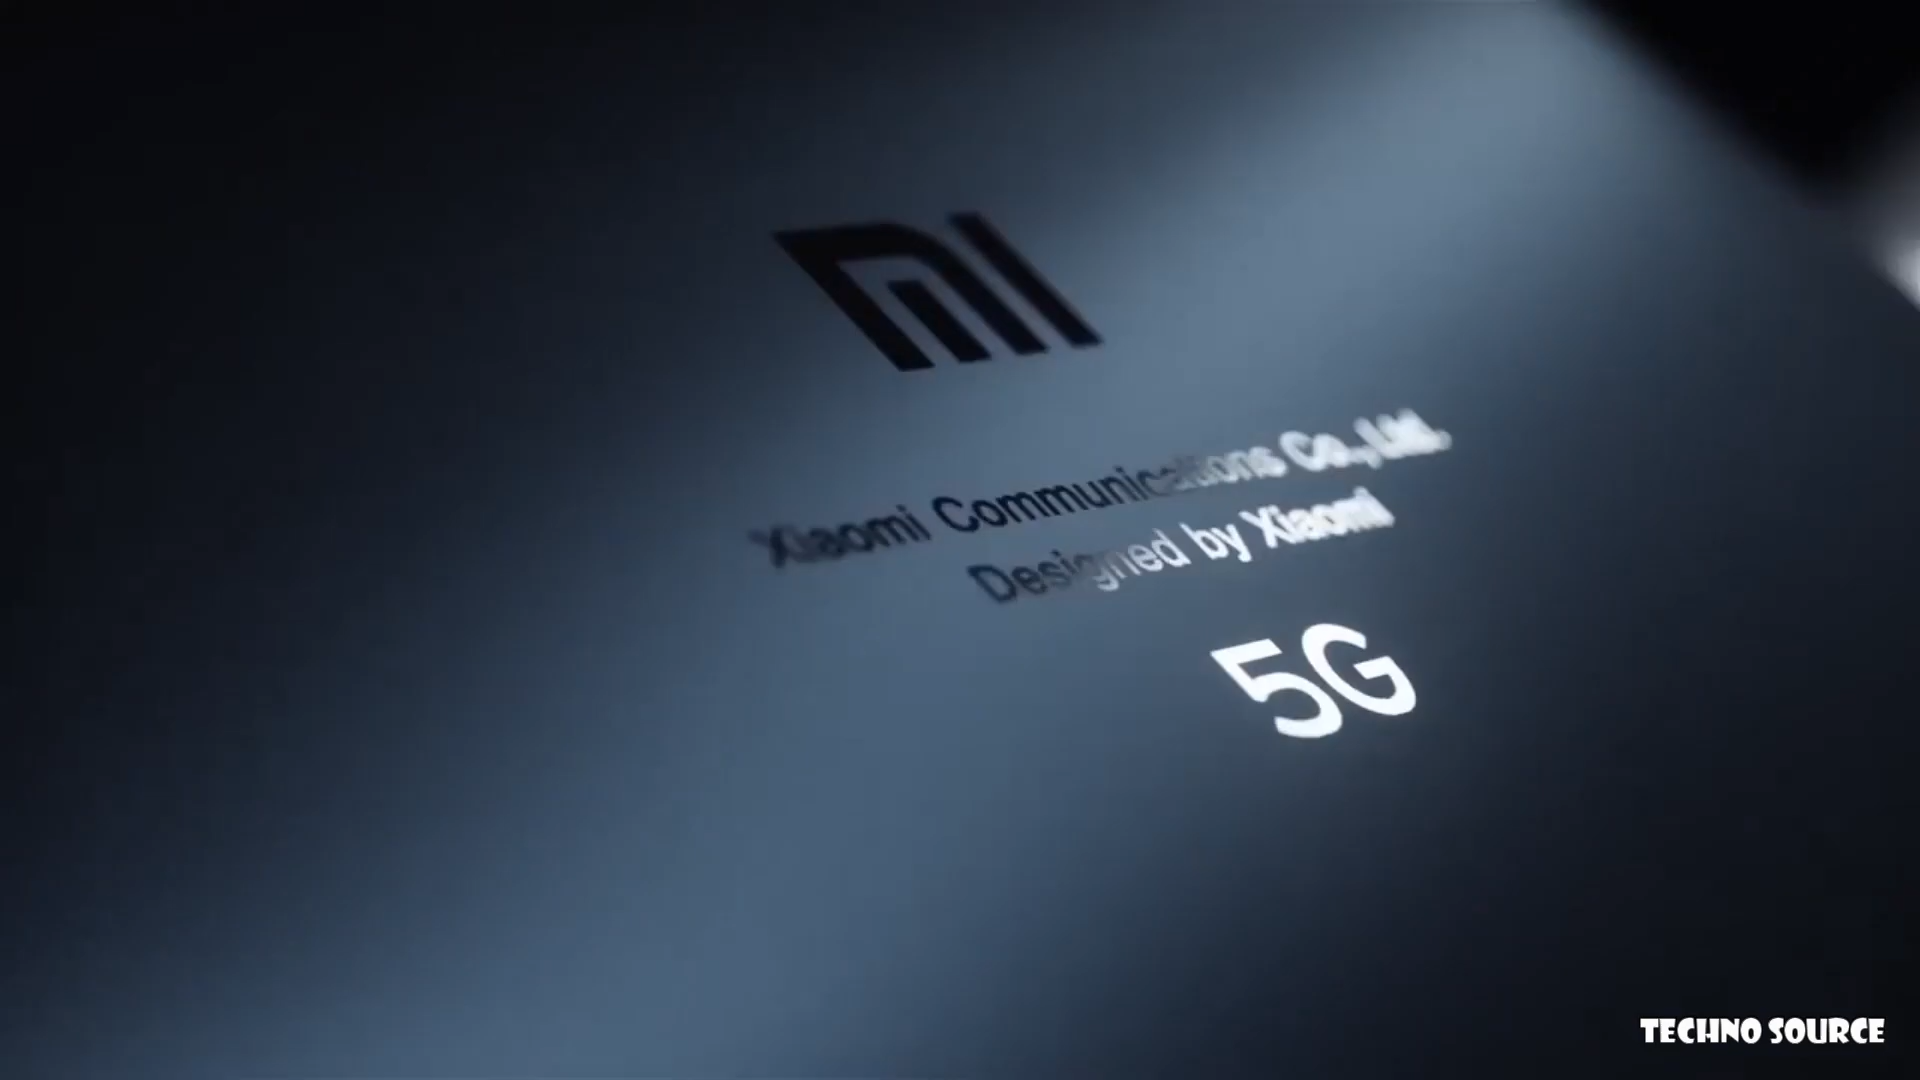 MI
Xiaomi Communications Co., Ltd.
Designed by Xiaomi
5G
TECHNO SOURCE